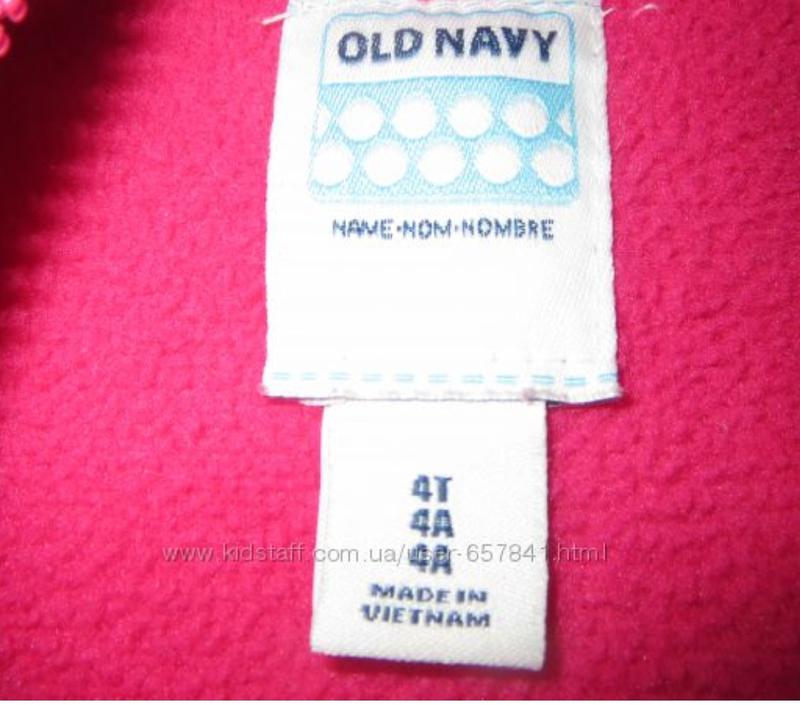 OLD NAVY
NAME·NOM·NOMBRE
4T
4A
www.kidstaff.com.ua/user-657841.html
4A
MADE IN
VIETNAM